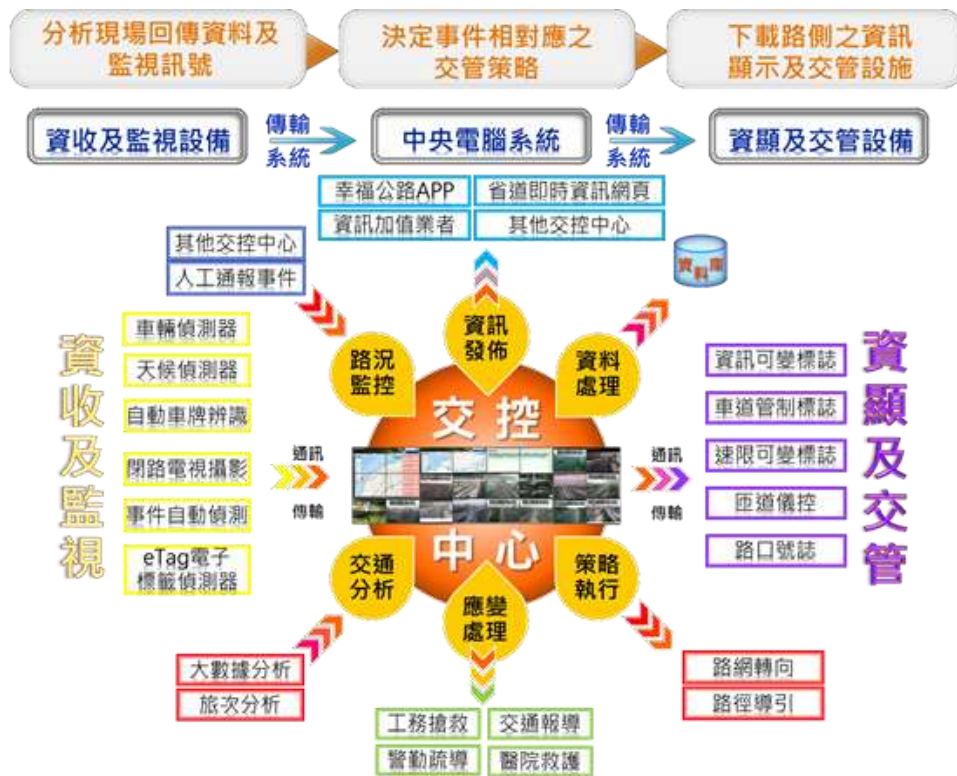 分析現場回傳資料及
監視訊號
決定事件相對應之
交管策略
下載路側之資訊
顯示及交管設施
資收及監視設備
傳輸
系統
中央電腦系統
傳輸
系統
資顯及交管設備
幸福公路APP
省道即時資訊網頁
資訊加值業者
其他交控中心
其他交控中心
人工通報事件
資料庫
資收及監視
車輛偵測器
天候偵測器
自動車牌辨識
閉路電視攝影
事件自動偵測
eTag電子
標籤偵測器
通訊
傳輸
路況
監控
資訊
發佈
資料
處理
交控
中心
交通
分析
應變
處理
策略
執行
通訊
傳輸
資訊可變標誌
車道管制標誌
速限可變標誌
匝道儀控
路口號誌
資顯及交管
大數據分析
旅次分析
工務搶救
交通報導
警勤疏導
醫院救護
路網轉向
路徑導引